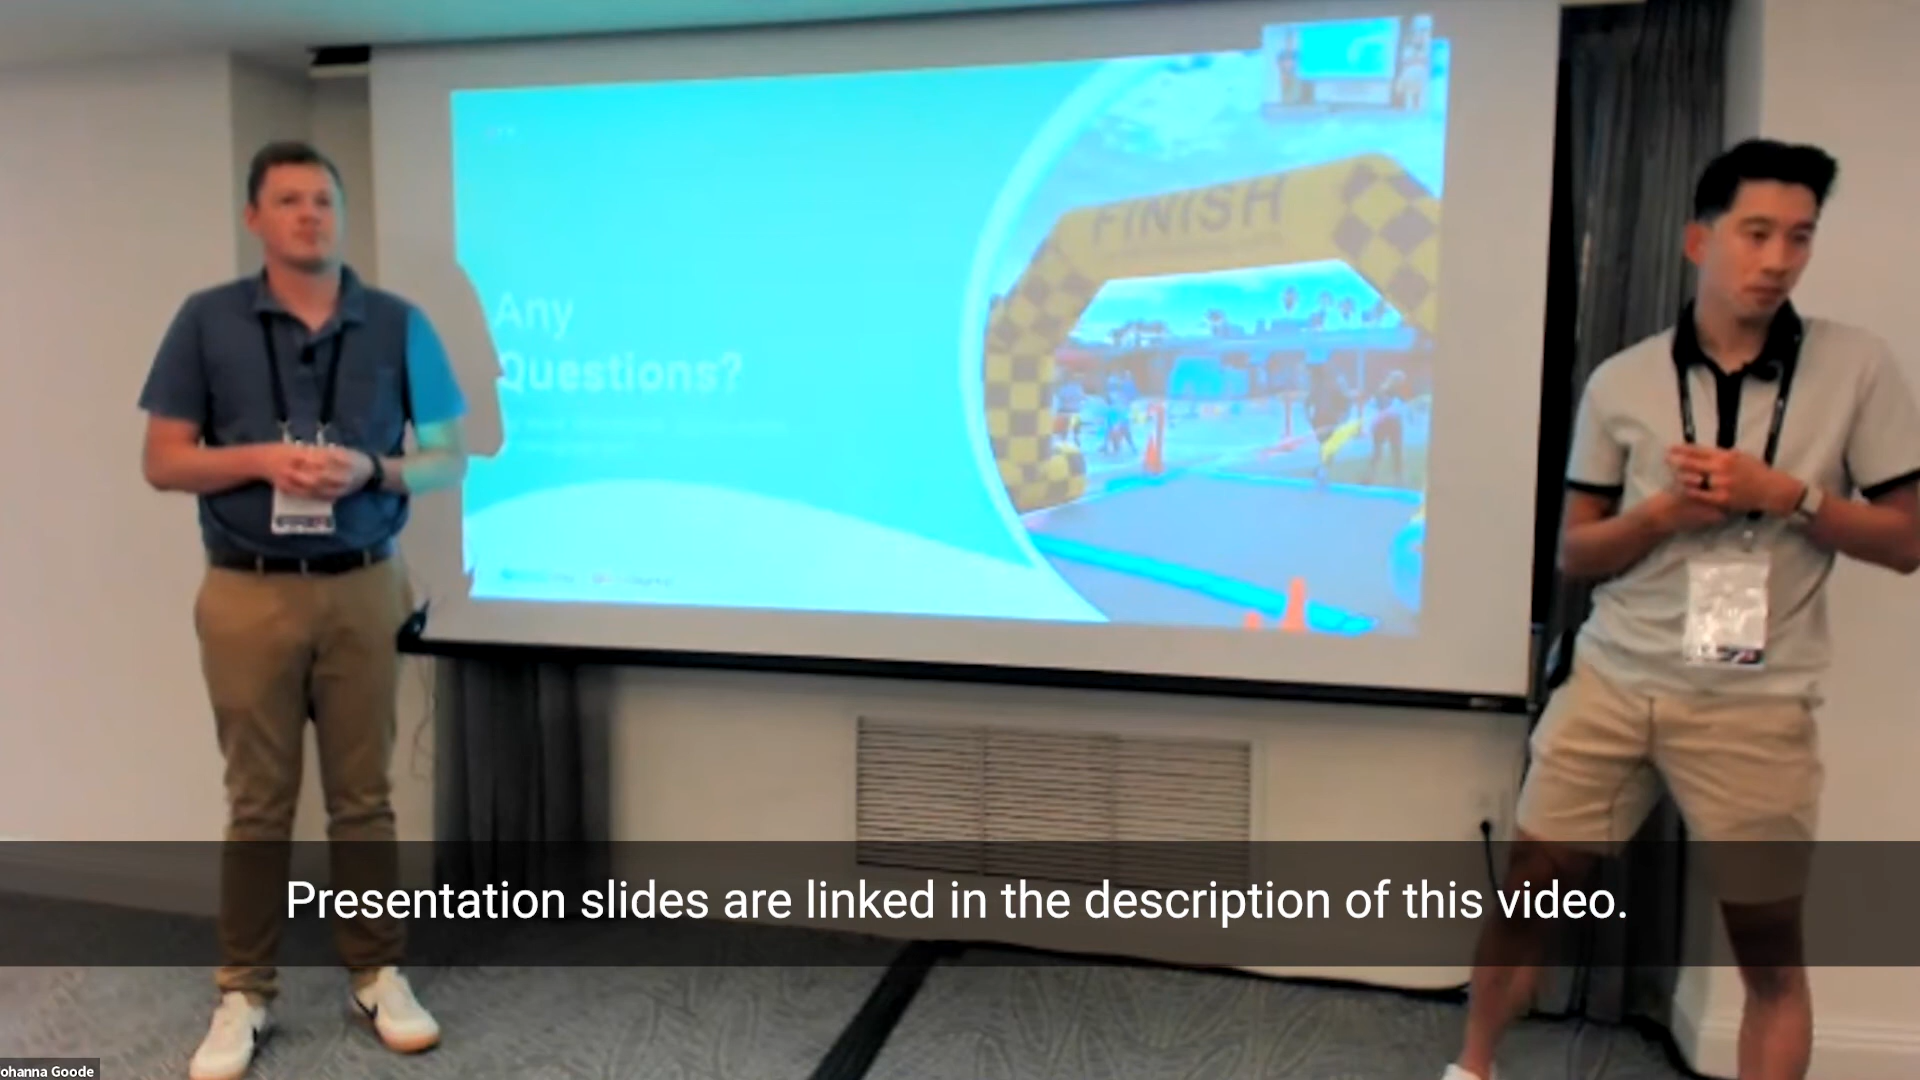 FINISH
Any
Questions?
Presentation slides are linked in the description of this video.
ohanna Goode